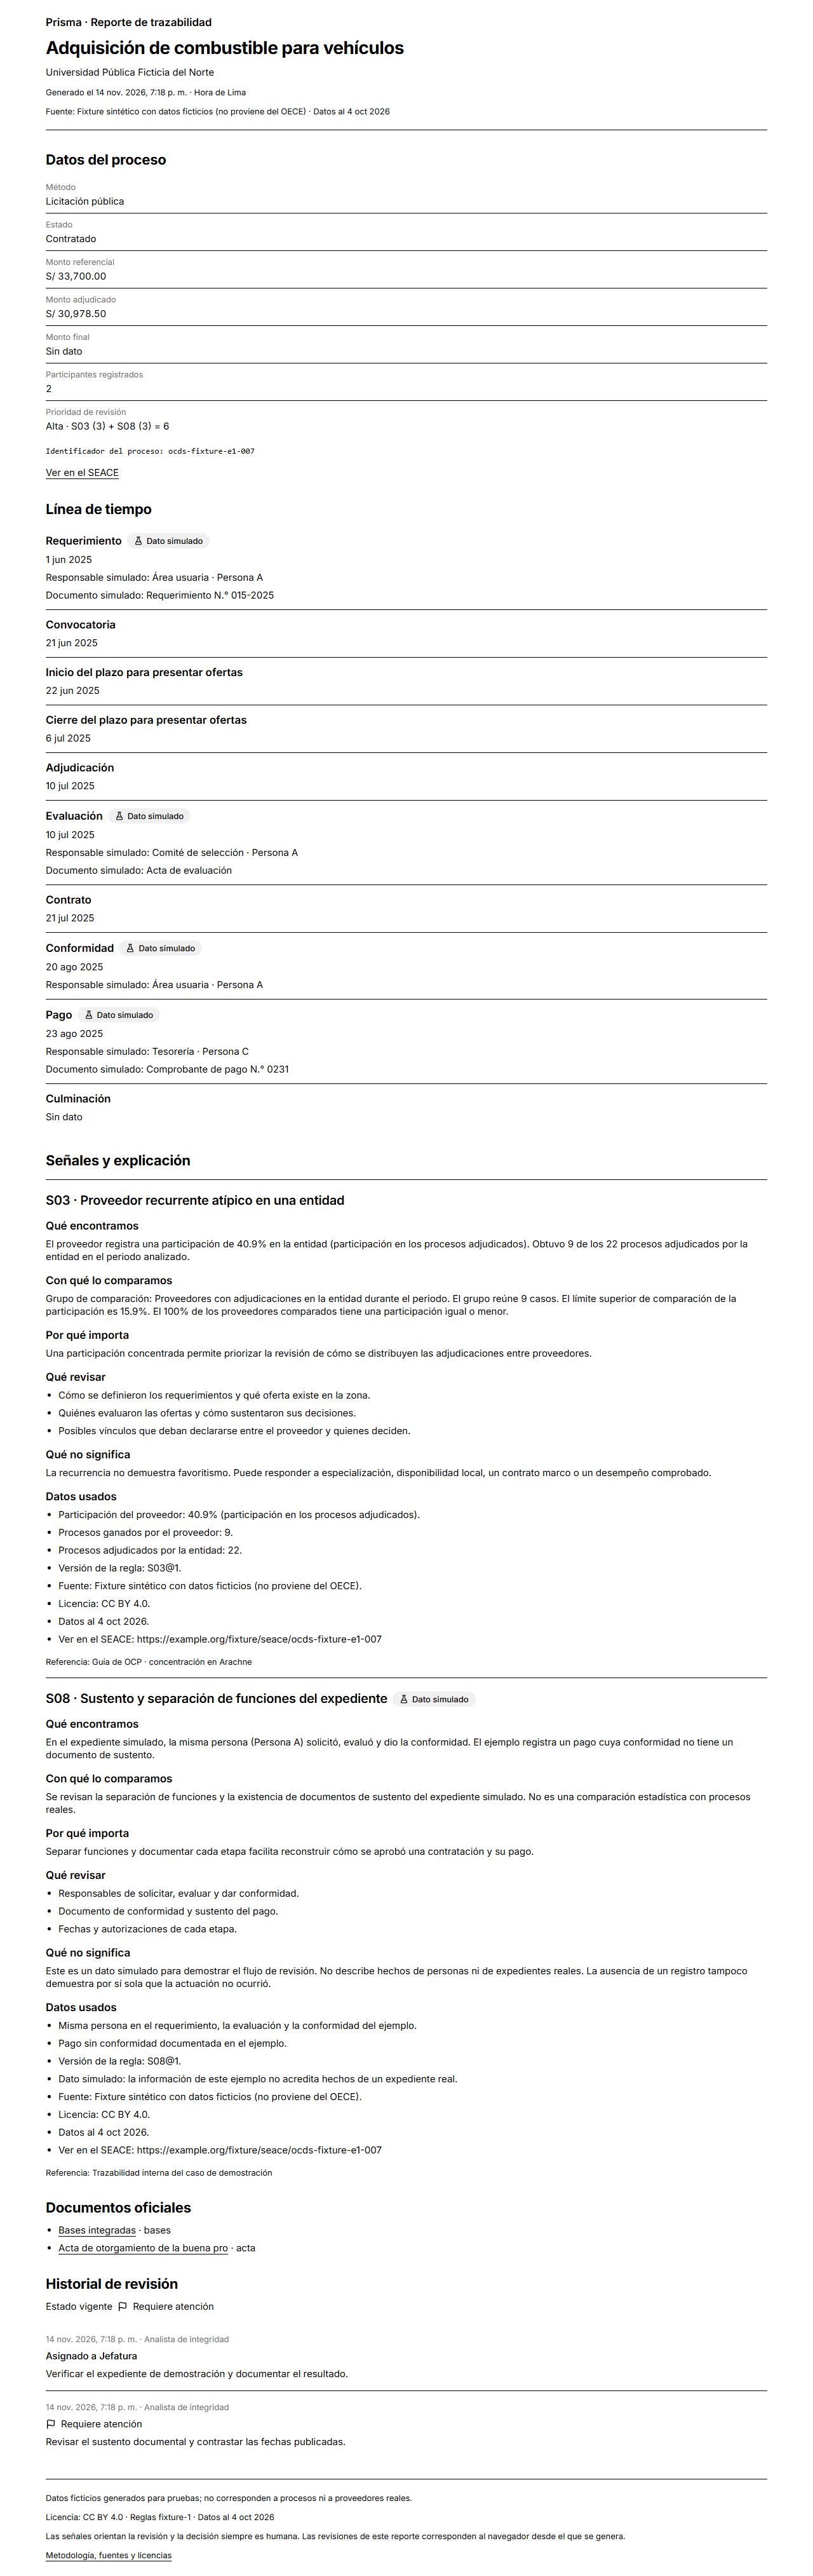 Prisma · Reporte de trazabilidad
Adquisición de combustible para vehículos
Universidad Pública Ficticia del Norte
Generado el 14 nov. 2026, 7:18 p. m. · Hora de Lima
Fuente: Fixture sintético con datos ficticios (no proviene del OECE) · Datos al 4 oct 2026
Datos del proceso
Método
Licitación pública
Estado
Contratado
Monto referencial
S/ 33,700.00
Monto adjudicado
S/ 30,978.50
Monto final
Sin dato
Participantes registrados
2
Prioridad de revisión
Alta · S03 (3) + S08 (3) = 6
Identificador del proceso: ocds-fixture-e1-007
Ver en el SEACE
Línea de tiempo
Requerimiento Dato simulado
1 jun 2025
Responsable simulado: Área usuaria · Persona A
Documento simulado: Requerimiento N.° 015-2025
Convocatoria
21 jun 2025
Inicio del plazo para presentar ofertas
22 jun 2025
Cierre del plazo para presentar ofertas
6 jul 2025
Adjudicación
10 jul 2025
Evaluación Dato simulado
10 jul 2025
Responsable simulado: Comité de selección · Persona A
Documento simulado: Acta de evaluación
Contrato
21 jul 2025
Conformidad Dato simulado
20 ago 2025
Responsable simulado: Área usuaria · Persona A
Pago Dato simulado
23 ago 2025
Responsable simulado: Tesorería · Persona C
Documento simulado: Comprobante de pago N.° 0231
Culminación
Sin dato
Señales y explicación
S03 · Proveedor recurrente atípico en una entidad
Qué encontramos
El proveedor registra una participación de 40.9% en la entidad (participación en los procesos adjudicados). Obtuvo 9 de los 22 procesos adjudicados por la
entidad en el periodo analizado.
Con qué lo comparamos
Grupo de comparación: Proveedores con adjudicaciones en la entidad durante el periodo. El grupo reúne 9 casos. El límite superior de comparación de la
participación es 15.9%. El 100% de los proveedores comparados tiene una participación igual o menor.
Por qué importa
Una participación concentrada permite priorizar la revisión de cómo se distribuyen las adjudicaciones entre proveedores.
Qué revisar
• Cómo se definieron los requerimientos y qué oferta existe en la zona.
• Quiénes evaluaron las ofertas y cómo sustentaron sus decisiones.
• Posibles vínculos que deban declararse entre el proveedor y quienes deciden.
Qué no significa
La recurrencia no demuestra favoritismo. Puede responder a especialización, disponibilidad local, un contrato marco o un desempeño comprobado.
Datos usados
• Participación del proveedor: 40.9% (participación en los procesos adjudicados).
• Procesos ganados por el proveedor: 9.
• Procesos adjudicados por la entidad: 22.
• Versión de la regla: S03@1.
• Fuente: Fixture sintético con datos ficticios (no proviene del OECE).
• Licencia: CC BY 4.0.
• Datos al 4 oct 2026.
• Ver en el SEACE: https://example.org/fixture/seace/ocds-fixture-e1-007
Referencia: Guía de OCP · concentración en Arachne
S08 · Sustento y separación de funciones del expediente Dato simulado
Qué encontramos
En el expediente simulado, la misma persona (Persona A) solicitó, evaluó y dio la conformidad. El ejemplo registra un pago cuya conformidad no tiene un
documento de sustento.
Con qué lo comparamos
Se revisan la separación de funciones y la existencia de documentos de sustento del expediente simulado. No es una comparación estadística con procesos
reales.
Por qué importa
Separar funciones y documentar cada etapa facilita reconstruir cómo se aprobó una contratación y su pago.
Qué revisar
• Responsables de solicitar, evaluar y dar conformidad.
• Documento de conformidad y sustento del pago.
• Fechas y autorizaciones de cada etapa.
Qué no significa
Este es un dato simulado para demostrar el flujo de revisión. No describe hechos de personas ni de expedientes reales. La ausencia de un registro tampoco
demuestra por sí sola que la actuación no ocurrió.
Datos usados
• Misma persona en el requerimiento, la evaluación y la conformidad del ejemplo.
• Pago sin conformidad documentada en el ejemplo.
• Versión de la regla: S08@1.
• Dato simulado: la información de este ejemplo no acredita hechos de un expediente real.
• Fuente: Fixture sintético con datos ficticios (no proviene del OECE).
• Licencia: CC BY 4.0.
• Datos al 4 oct 2026.
• Ver en el SEACE: https://example.org/fixture/seace/ocds-fixture-e1-007
Referencia: Trazabilidad interna del caso de demostración
Documentos oficiales
• Bases integradas · bases
• Acta de otorgamiento de la buena pro · acta
Historial de revisión
Estado vigente Requiere atención
14 nov. 2026, 7:18 p. m. · Analista de integridad
Asignado a Jefatura
Verificar el expediente de demostración y documentar el resultado.
14 nov. 2026, 7:18 p. m. · Analista de integridad
Requiere atención
Revisar el sustento documental y contrastar las fechas publicadas.
Datos ficticios generados para pruebas; no corresponden a procesos ni a proveedores reales.
Licencia: CC BY 4.0 · Reglas fixture-1 · Datos al 4 oct 2026
Las señales orientan la revisión y la decisión siempre es humana. Las revisiones de este reporte corresponden al navegador desde el que se genera.
Metodología, fuentes y licencias